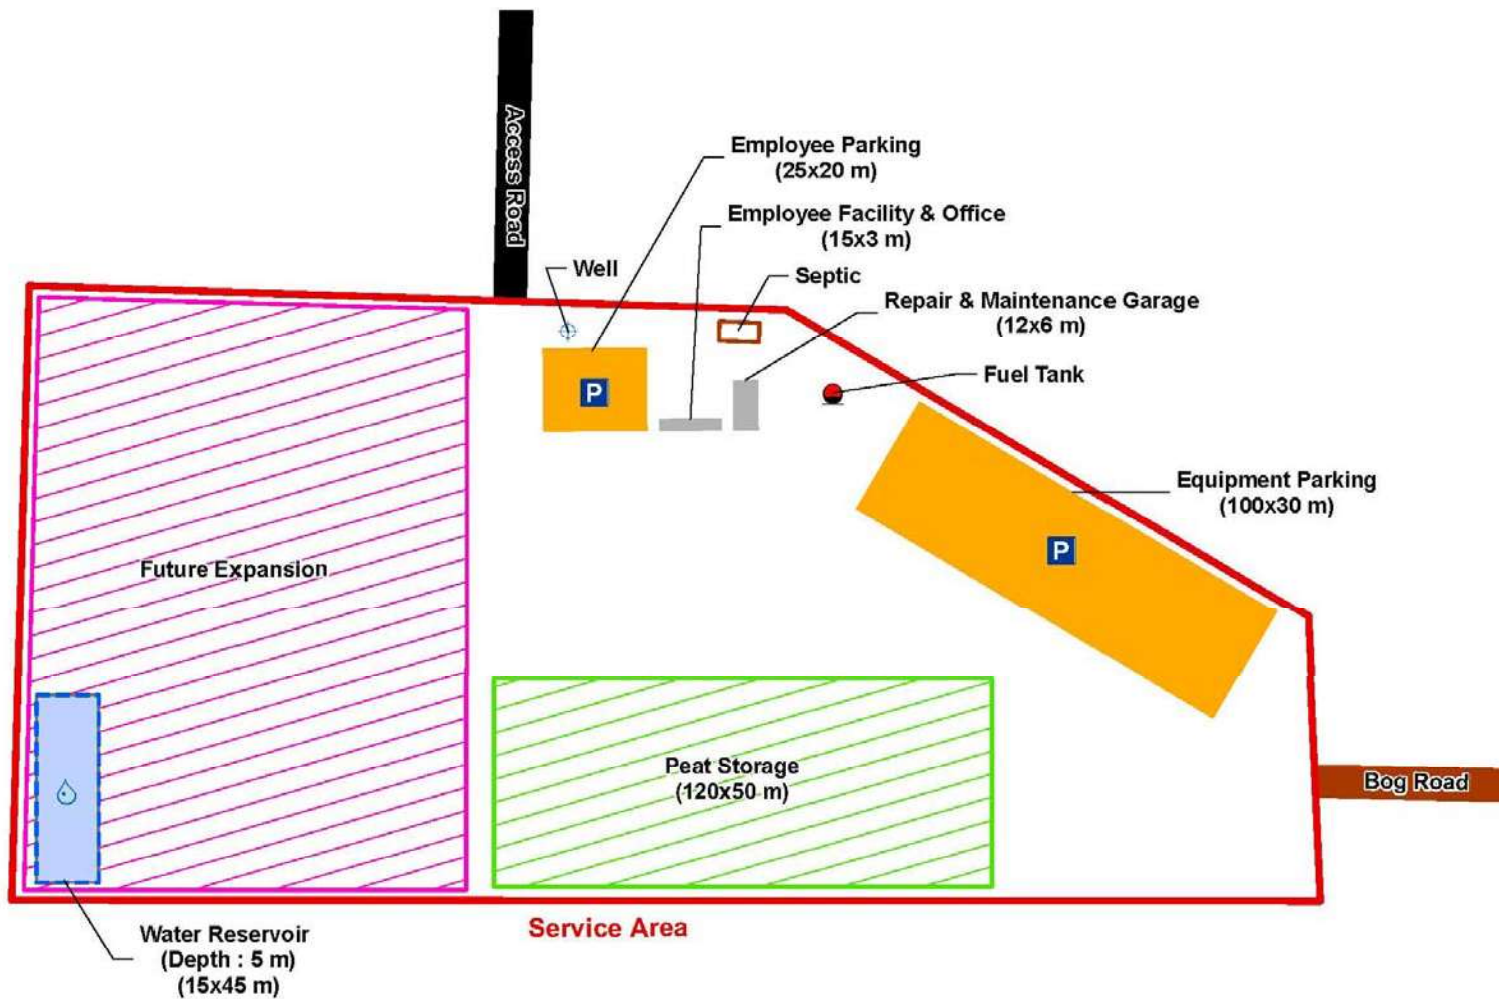 Access Road
Employee Parking
(25x20 m)
Employee Facility & Office
(15x3 m)
Well
Septic
Repair & Maintenance Garage
(12x6 m)
Fuel Tank
P
Equipment Parking
(100x30 m)
P
Future Expansion
Peat Storage
(120x50 m)
Bog Road
Service Area
Water Reservoir
(Depth : 5 m)
(15x45 m)